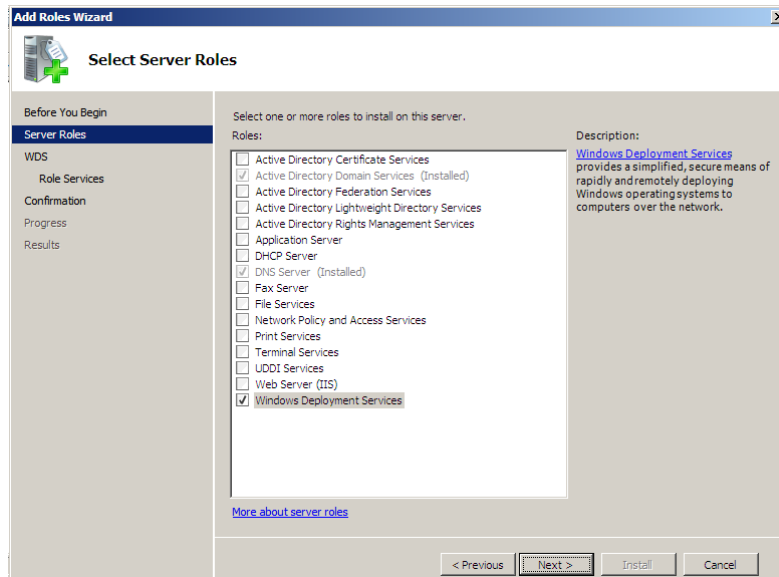 Add Roles Wizard
Select Server Roles
Before You Begin
Server Roles
WDS
Role Services
Confirmation
Progress
Results
Select one or more roles to install on this server.
Roles:
Active Directory Certificate Services
Active Directory Domain Services (Installed)
Active Directory Federation Services
Active Directory Lightweight Directory Services
Active Directory Rights Management Services
Application Server
DHCP Server
DNS Server (Installed)
Fax Server
File Services
Network Policy and Access Services
Print Services
Terminal Services
UDDI Services
Web Server (IIS)
Windows Deployment Services
More about server roles
Description:
Windows Deployment Services
provides a simplified, secure means of
rapidly and remotely deploying
Windows operating systems to
computers over the network.
< Previous
Next >
Install
Cancel